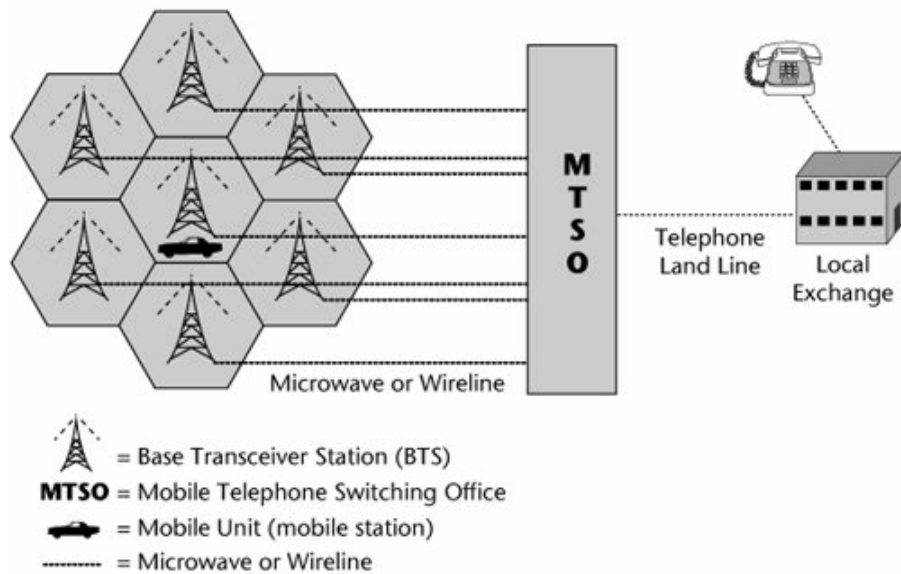 M
T
S
O
Telephone
Land Line
Local
Exchange
Microwave or Wireline
= Base Transceiver Station (BTS)
MTSO = Mobile Telephone Switching Office
= Mobile Unit (mobile station)
= Microwave or Wireline